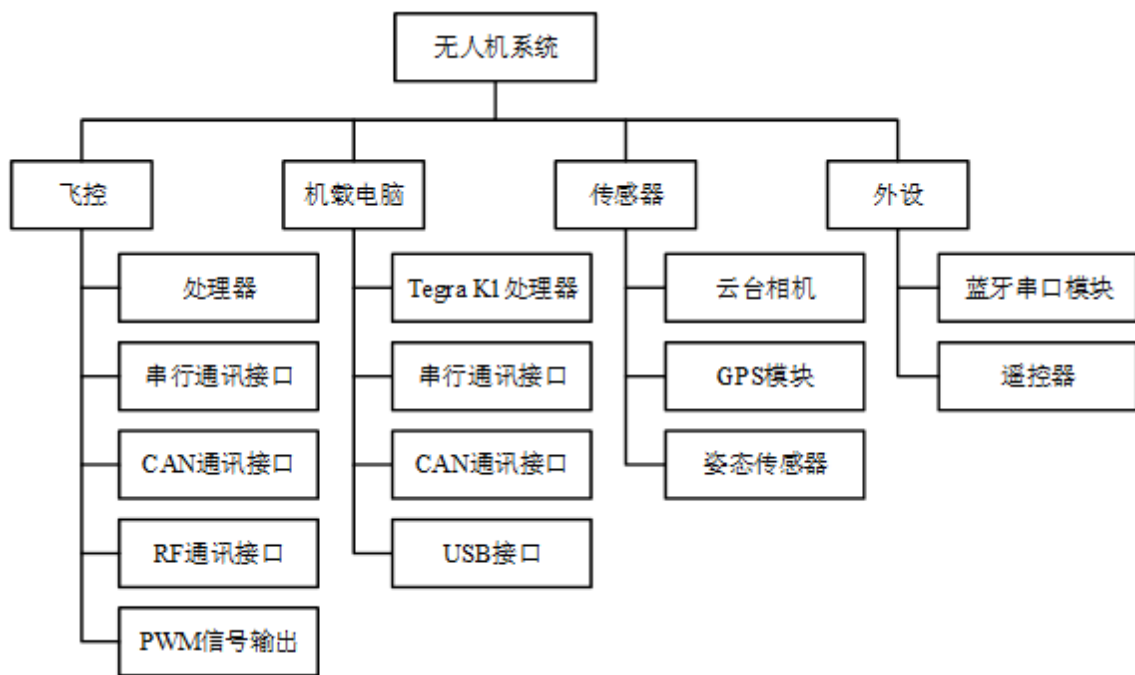 无人机系统
飞控
机载电脑
传感器
外设
处理器
Tegra K1处理器
云台相机
蓝牙串口模块
串行通讯接口
串行通讯接口
GPS模块
遥控器
CAN通讯接口
CAN通讯接口
姿态传感器
RF通讯接口
USB接口
PWM信号输出